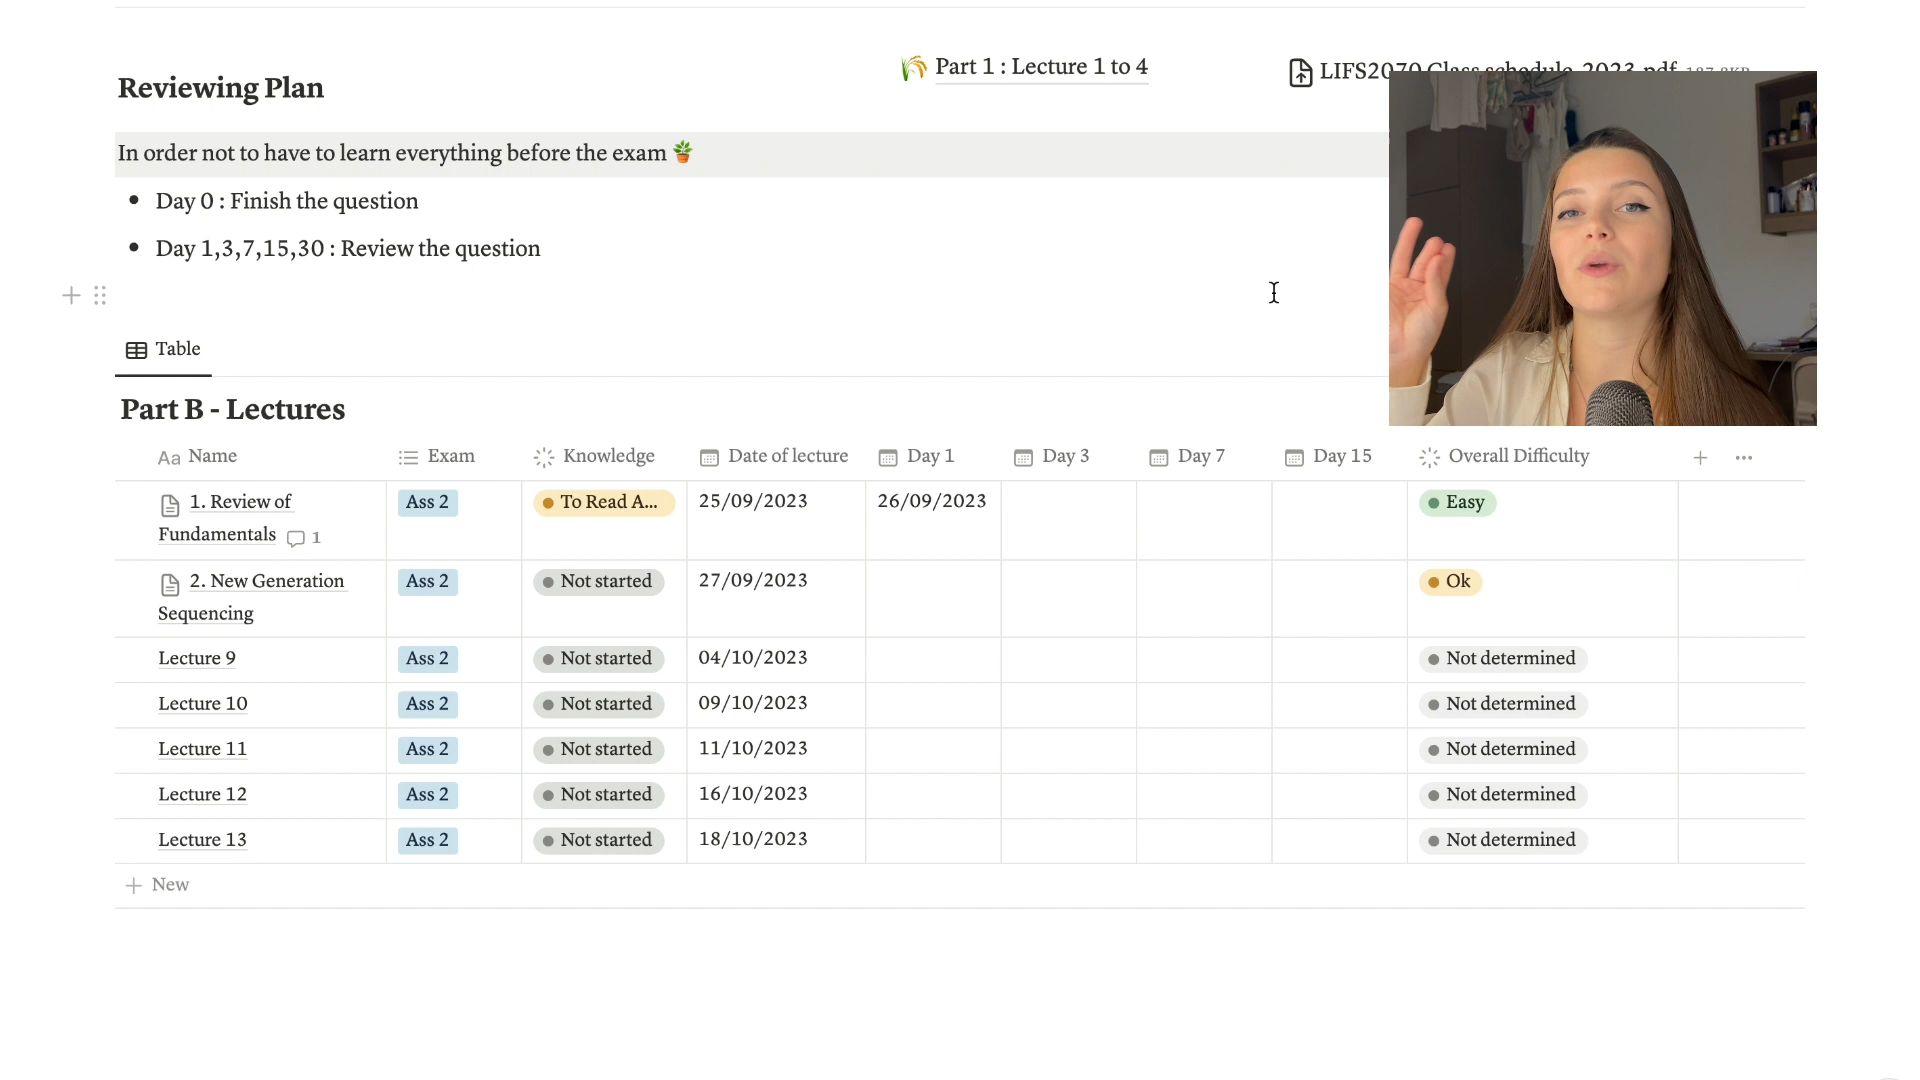 Part 1 : Lecture 1 to 4
LIFS2070 Class schedule_2023.pdf
Reviewing Plan
In order not to have to learn everything before the exam
Day 0 : Finish the question
Day 1,3,7,15,30 : Review the question
Table
Part B - Lectures
Aa Name Exam Knowledge Date of lecture Day 1 Day 3 Day 7 Day 15 Overall Difficulty
1. Review of Ass 2 To Read A... 25/09/2023 26/09/2023 Easy
Fundamentals 1
2. New Generation Ass 2 Not started 27/09/2023 Ok
Sequencing
Lecture 9 Ass 2 Not started 04/10/2023 Not determined
Lecture 10 Ass 2 Not started 09/10/2023 Not determined
Lecture 11 Ass 2 Not started 11/10/2023 Not determined
Lecture 12 Ass 2 Not started 16/10/2023 Not determined
Lecture 13 Ass 2 Not started 18/10/2023 Not determined
New